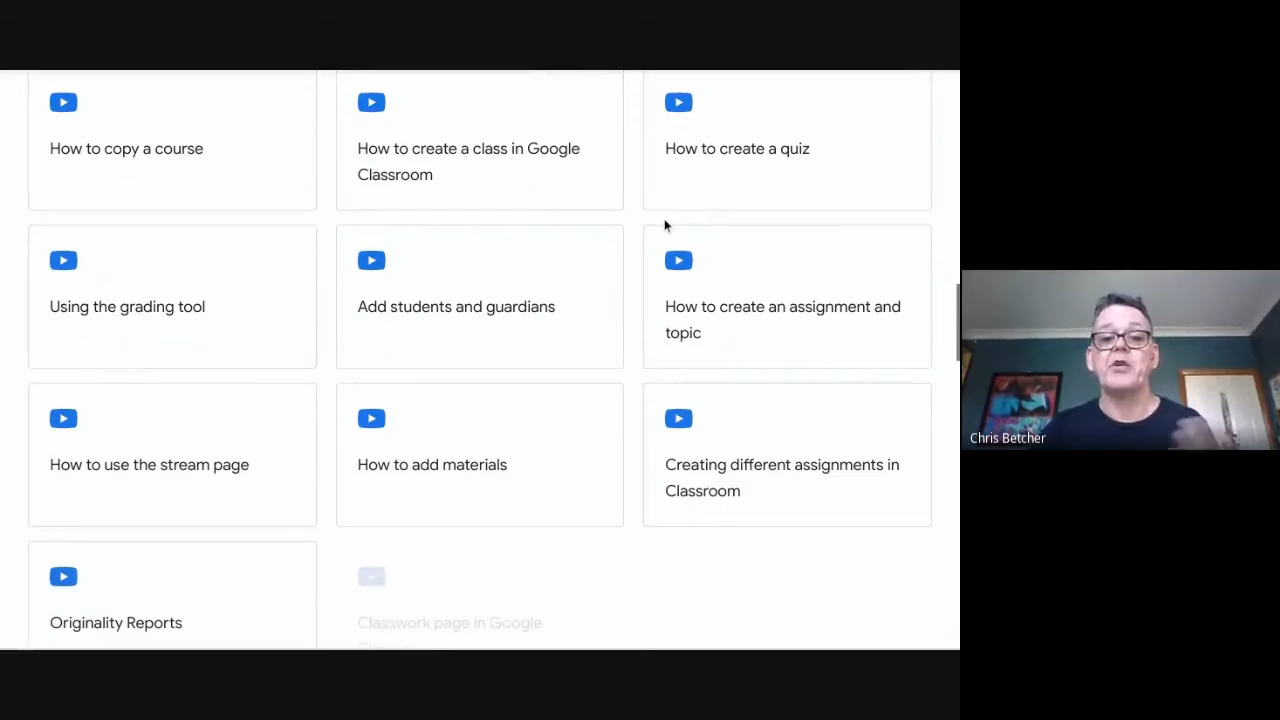 How to copy a course
How to create a class in Google
Classroom
How to create a quiz
Using the grading tool
Add students and guardians
How to create an assignment and
topic
How to use the stream page
How to add materials
Creating different assignments in
Classroom
Originality Reports
Classwork page in Google
Chris Betcher